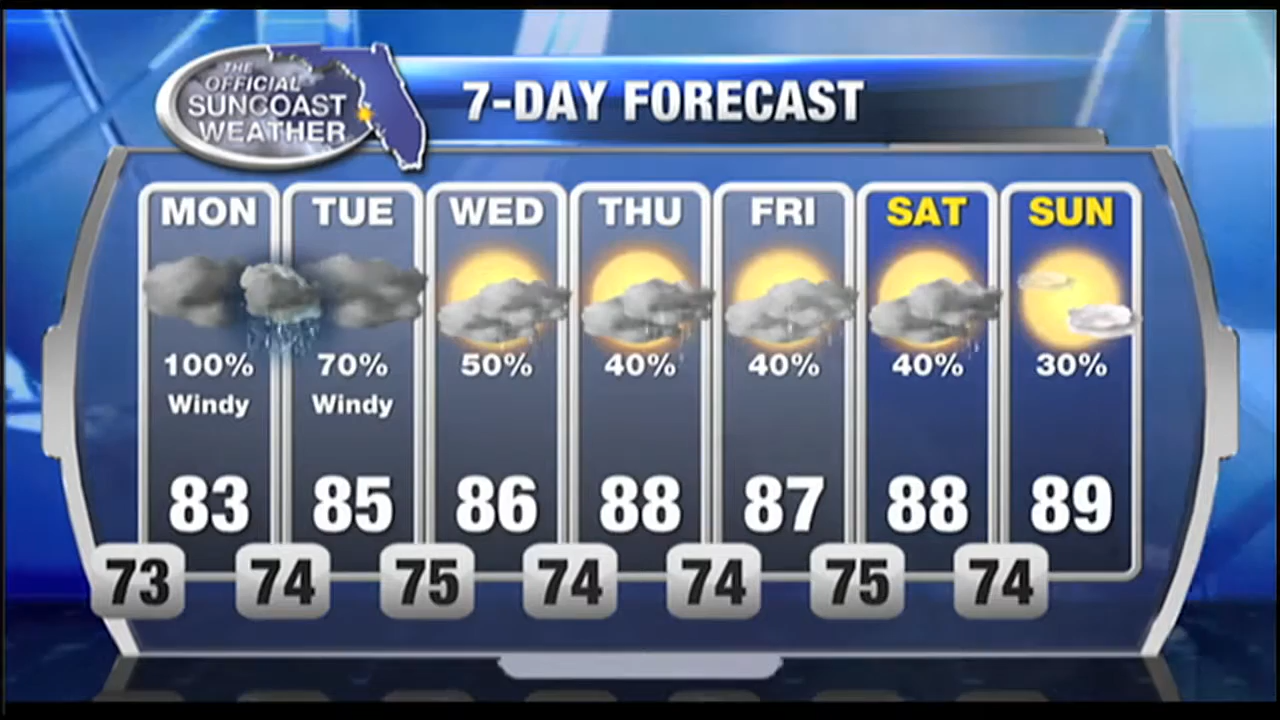 THE
OFFICIAL
SUNCOAST
WEATHER
7-DAY FORECAST
MON TUE WED THU FRI SAT SUN
100% 70% 50% 40% 40% 40% 30%
Windy Windy
83 85 86 88 87 88 89
73 74 75 74 74 75 74